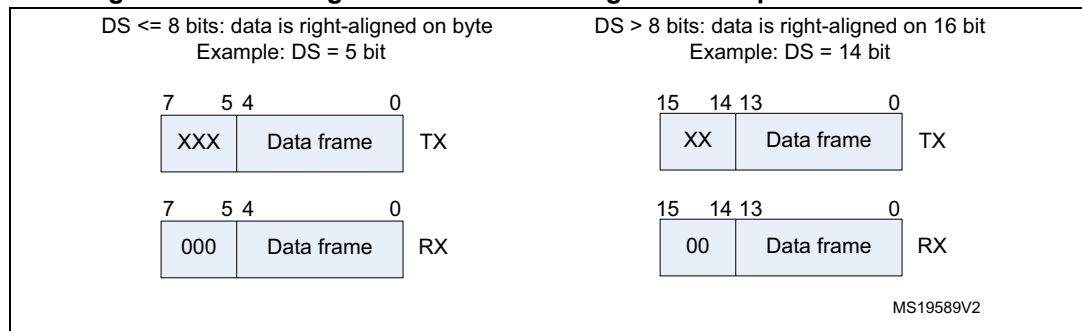 DS <= 8 bits: data is right-aligned on byte
Example: DS = 5 bit
7 5 4 0
XXX Data frame TX
7 5 4 0
000 Data frame RX
DS > 8 bits: data is right-aligned on 16 bit
Example: DS = 14 bit
15 14 13 0
XX Data frame TX
15 14 13 0
00 Data frame RX
MS19589V2